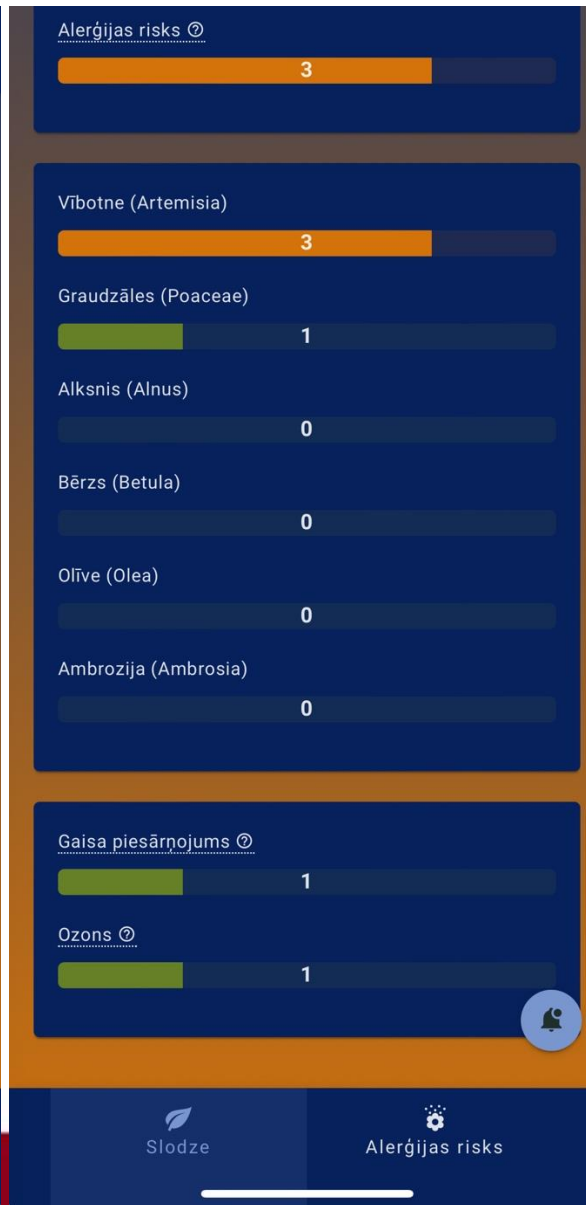 Alerģijas risks
3
Vībotne (Artemisia)
3
Graudzāles (Poaceae)
1
Alksnis (Alnus)
0
Bērzs (Betula)
0
Olīve (Olea)
0
Ambrozija (Ambrosia)
0
Gaisa piesārņojums
1
Ozons
1
Slodze
Alerģijas risks